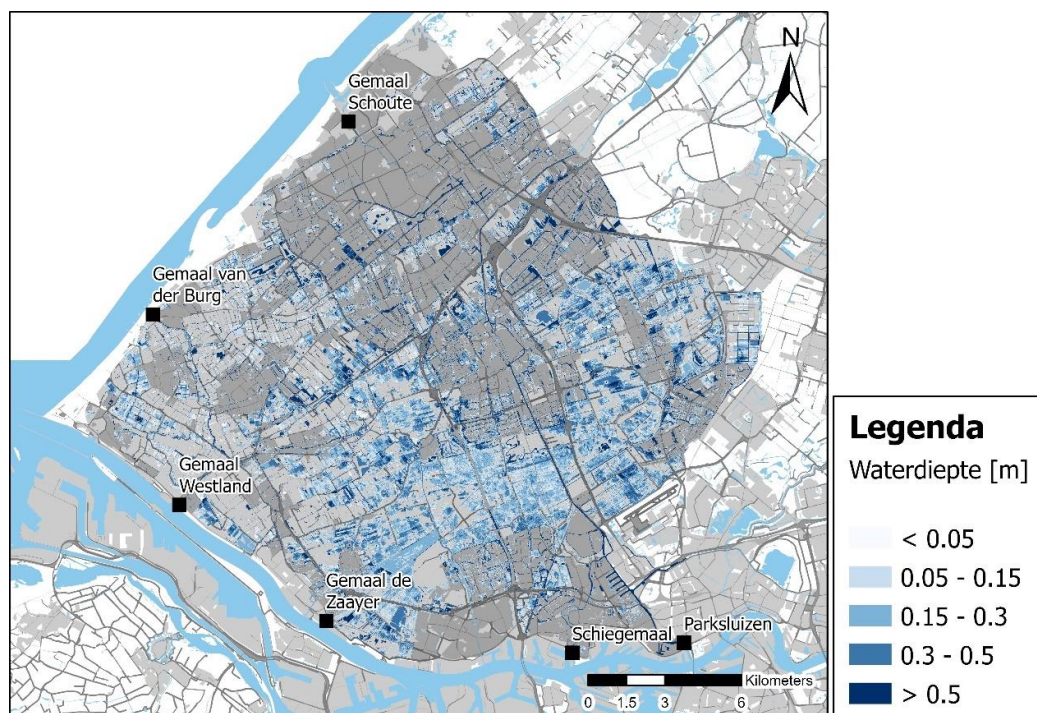 N
Gemaal
Schoute
Gemaal van
der Burg
Gemaal
Westland
Gemaal de
Zaayer
Schiegemaal
Parksluizen
Kilometers
0 1.5 3 6
Legenda
Waterdiepte [m]
< 0.05
0.05 - 0.15
0.15 - 0.3
0.3 - 0.5
> 0.5